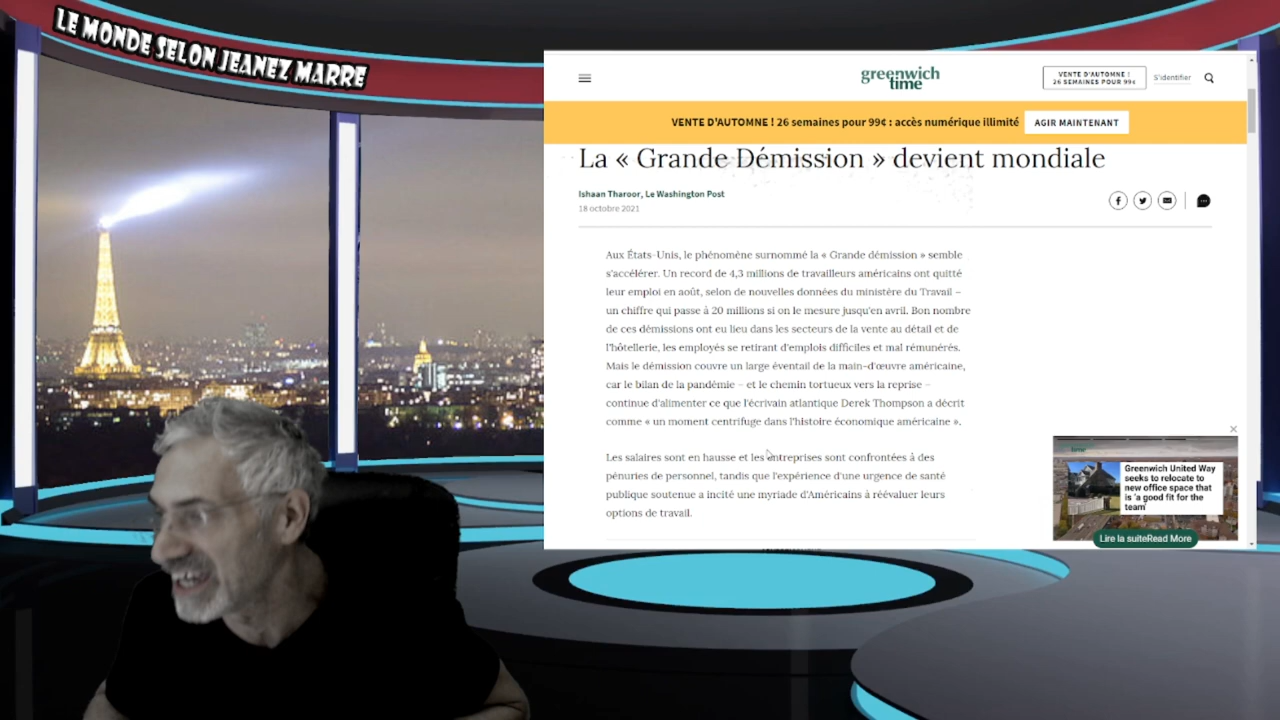 LE MONDE SELON JEANEZ MARRE
greenwich
time
VENTE D'AUTOMNE !
26 SEMAINES POUR 99¢
S'identifier
VENTE D'AUTOMNE ! 26 semaines pour 99¢ : accès numérique illimité
AGIR MAINTENANT
La « Grande Démission » devient mondiale
Ishaan Tharoor, Le Washington Post
18 octobre 2021
Aux États-Unis, le phénomène surnommé la « Grande démission » semble
s'accélérer. Un record de 4,3 millions de travailleurs américains ont quitté
leur emploi en août, selon de nouvelles données du ministère du Travail –
un chiffre qui passe à 20 millions si on le mesure jusqu'en avril. Bon nombre
de ces démissions ont eu lieu dans les secteurs de la vente au détail et de
l'hôtellerie, les employés se retirant d'emplois difficiles et mal rémunérés.
Mais le démission couvre un large éventail de la main-d'œuvre américaine,
car le bilan de la pandémie – et le chemin tortueux vers la reprise –
continue d'alimenter ce que l'écrivain atlantique Derek Thompson a décrit
comme « un moment centrifuge dans l'histoire économique américaine ».
Les salaires sont en hausse et les entreprises sont confrontées à des
pénuries de personnel, tandis que l'expérience d'une urgence de santé
publique soutenue a incité une myriade d'Américains à réévaluer leurs
options de travail.
Greenwich United Way
seeks to relocate to
new office space that
is 'a good fit for the
team'
Lire la suiteRead More